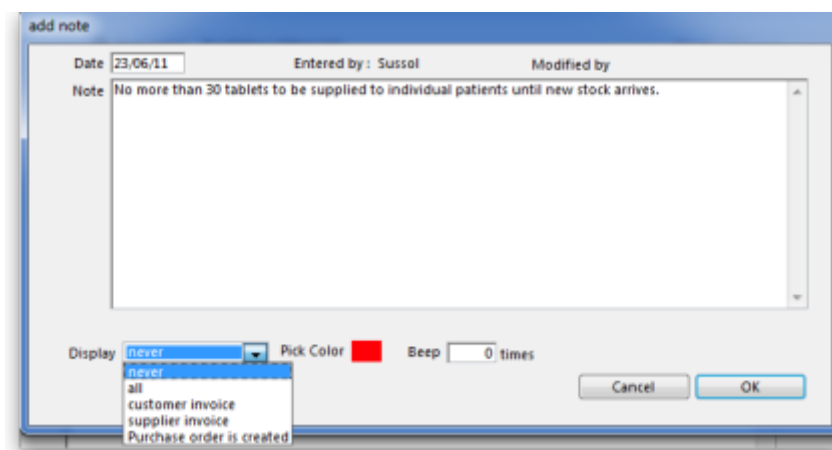 add note
Date 23/06/11 Entered by: Sussol Modified by
Note No more than 30 tablets to be supplied to individual patients until new stock arrives.
Display never Pick Color Beep 0 times
never
all
Cancel OK
customer invoice
supplier invoice
Purchase order is created